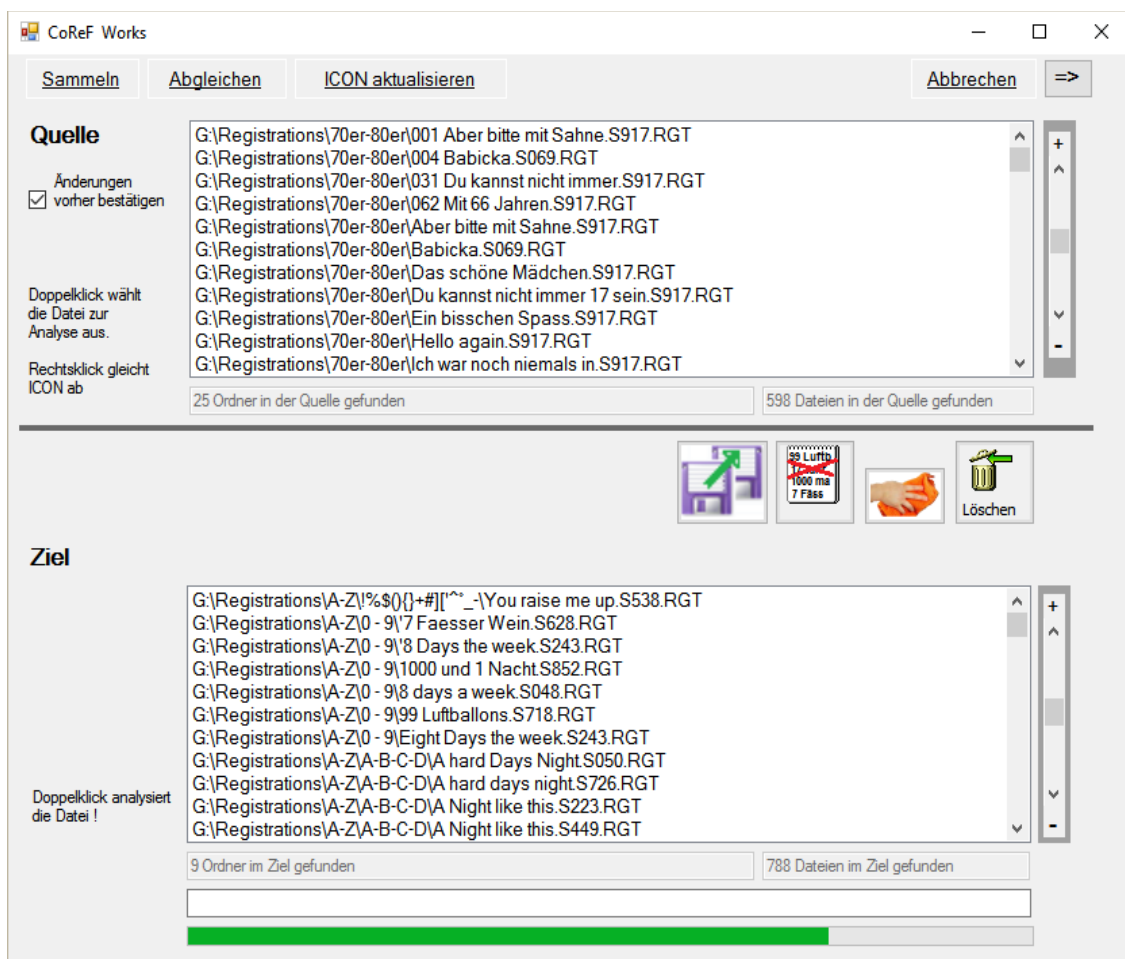 CoReF Works
Sammeln Abgleichen ICON aktualisieren Abbrechen =>
Quelle
Änderungen
vorher bestätigen
Doppelklick wählt
die Datei zur
Analyse aus.
Rechtsklick gleicht
ICON ab
G:\Registrations\70er-80er\001 Aber bitte mit Sahne.S917.RGT
G:\Registrations\70er-80er\004 Babicka.S069.RGT
G:\Registrations\70er-80er\031 Du kannst nicht immer.S917.RGT
G:\Registrations\70er-80er\062 Mit 66 Jahren.S917.RGT
G:\Registrations\70er-80er\Aber bitte mit Sahne.S917.RGT
G:\Registrations\70er-80er\Babicka.S069.RGT
G:\Registrations\70er-80er\Das schöne Mädchen.S917.RGT
G:\Registrations\70er-80er\Du kannst nicht immer 17 sein.S917.RGT
G:\Registrations\70er-80er\Ein bisschen Spass.S917.RGT
G:\Registrations\70er-80er\Hello again.S917.RGT
G:\Registrations\70er-80er\Ich war noch niemals in.S917.RGT
+
-
25 Ordner in der Quelle gefunden 598 Dateien in der Quelle gefunden
99 Luftb
1000 ma
7 Fäss
Löschen
Ziel
Doppelklick analysiert
die Datei !
G:\Registrations\A-Z\!%$(){}+#]['^°_-\You raise me up.S538.RGT
G:\Registrations\A-Z\0 - 9\'7 Faesser Wein.S628.RGT
G:\Registrations\A-Z\0 - 9\'8 Days the week.S243.RGT
G:\Registrations\A-Z\0 - 9\1000 und 1 Nacht.S852.RGT
G:\Registrations\A-Z\0 - 9\8 days a week.S048.RGT
G:\Registrations\A-Z\0 - 9\99 Luftballons.S718.RGT
G:\Registrations\A-Z\0 - 9\Eight Days the week.S243.RGT
G:\Registrations\A-Z\A-B-C-D\A hard Days Night.S050.RGT
G:\Registrations\A-Z\A-B-C-D\A hard days night.S726.RGT
G:\Registrations\A-Z\A-B-C-D\A Night like this.S223.RGT
G:\Registrations\A-Z\A-B-C-D\A Night like this.S449.RGT
+
-
9 Ordner im Ziel gefunden 788 Dateien im Ziel gefunden